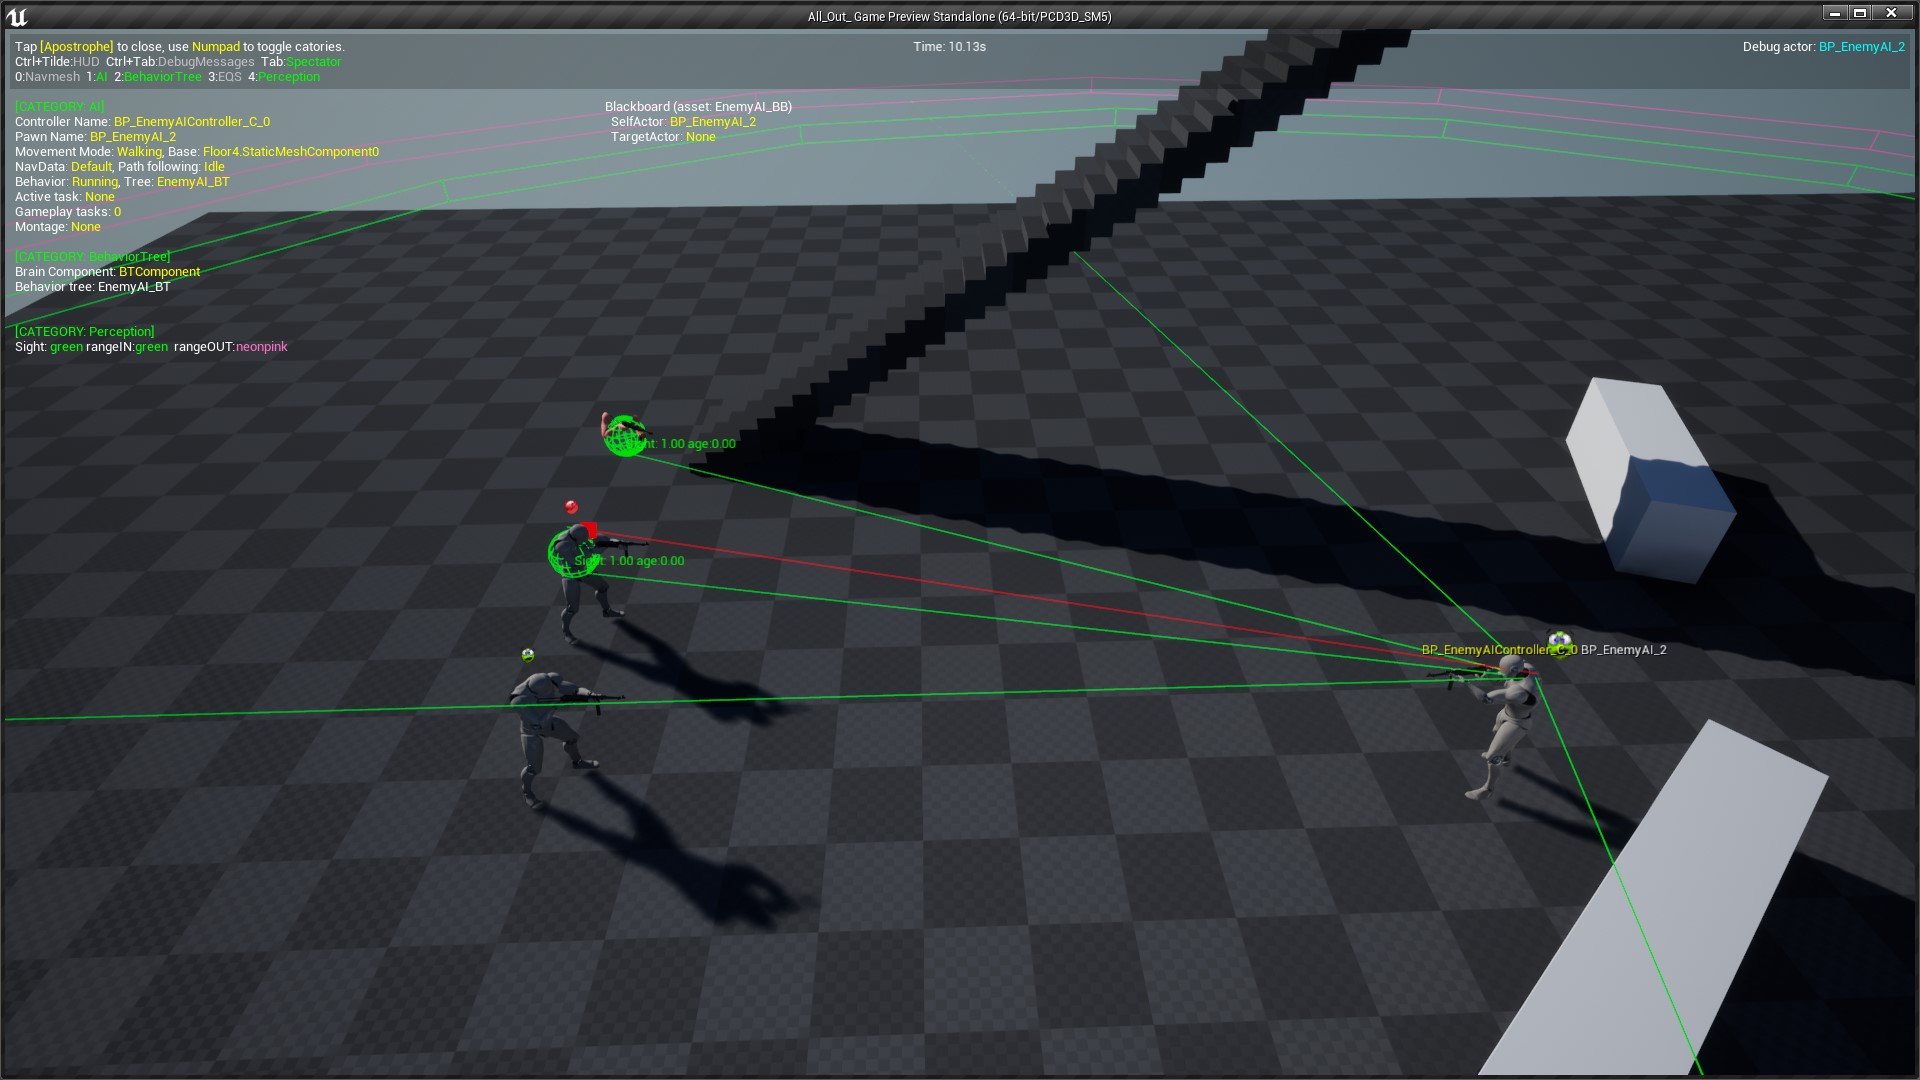 All_Out_ Game Preview Standalone (64-bit/PCD3D_SM5)
Tap [Apostrophe] to close, use Numpad to toggle catories.
Time: 10.13s
Debug actor: BP_EnemyAI_2
Ctrl+Tilde:HUD Ctrl+Tab:DebugMessages Tab:Spectator
0:Navmesh 1:AI 2:BehaviorTree 3:EQS 4:Perception
[CATEGORY: AI]
Controller Name: BP_EnemyAIController_C_0
Pawn Name: BP_EnemyAI_2
Movement Mode: Walking, Base: Floor4.StaticMeshComponent0
NavData: Default, Path following: Idle
Behavior: Running, Tree: EnemyAI_BT
Active task: None
Gameplay tasks: 0
Montage: None
Blackboard (asset: EnemyAI_BB)
SelfActor: BP_EnemyAI_2
TargetActor: None
[CATEGORY: BehaviorTree]
Brain Component: BTComponent
Behavior tree: EnemyAI_BT
[CATEGORY: Perception]
Sight: green rangeIN:green rangeOUT:neonpink
Sight: 1.00 age:0.00
Sight: 1.00 age:0.00
BP_EnemyAIController_C_0 BP_EnemyAI_2